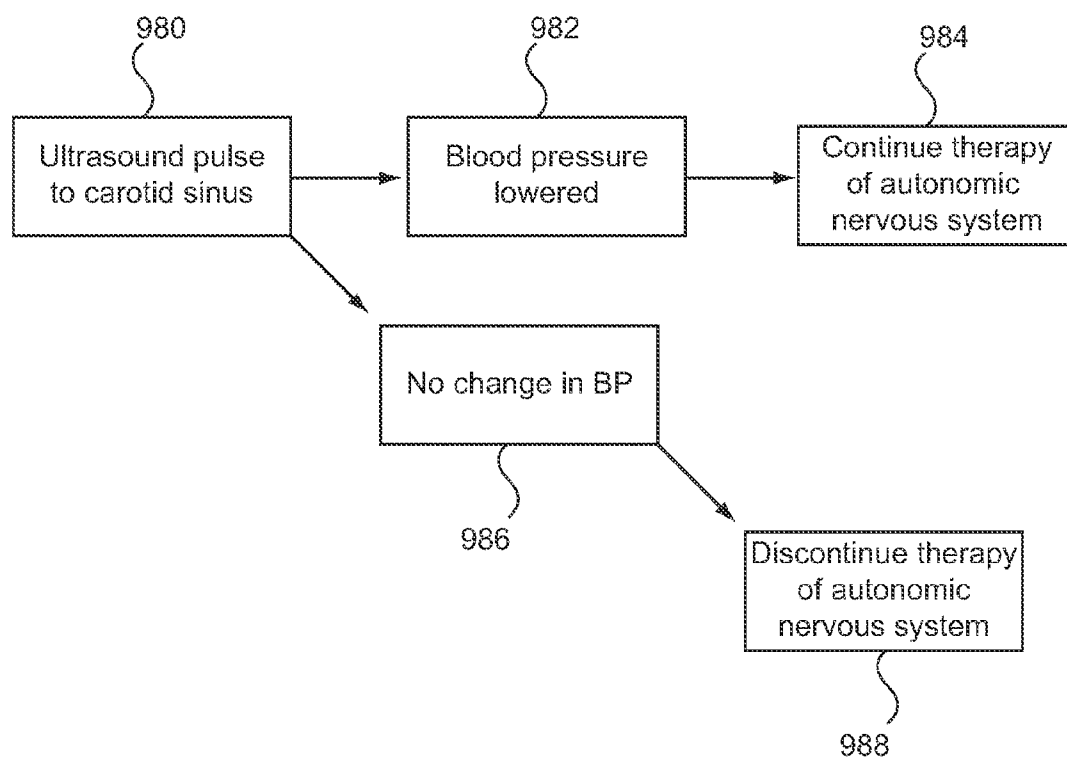 980
982
984
Ultrasound pulse
to carotid sinus
Blood pressure
lowered
Continue therapy
of autonomic
nervous system
No change in BP
986
Discontinue therapy
of autonomic
nervous system
988